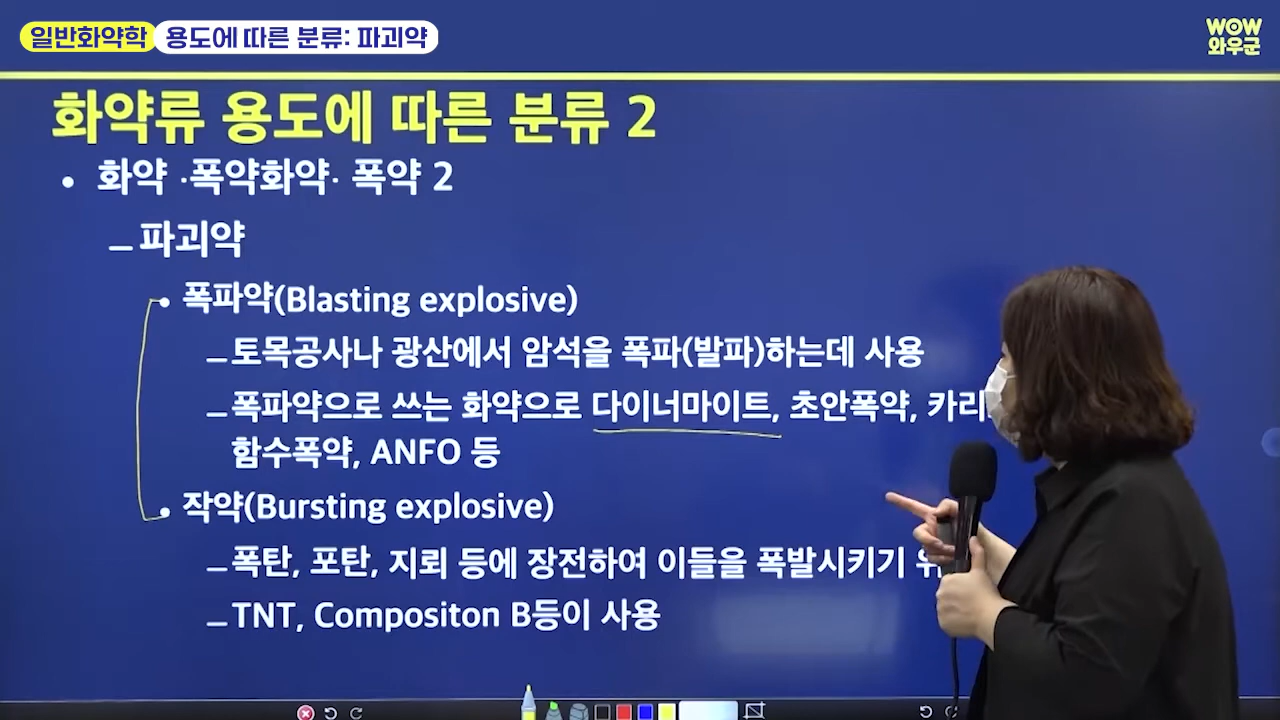 일반화약학 용도에 따른 분류: 파괴약
WOW
와우군
화약류 용도에 따른 분류 2
• 화약 ·폭약화약· 폭약 2
– 파괴약
• 폭파약(Blasting explosive)
– 토목공사나 광산에서 암석을 폭파(발파)하는데 사용
– 폭파약으로 쓰는 화약으로 다이너마이트, 초안폭약,
함수폭약, ANFO 등
• 작약(Bursting explosive)
– 폭탄, 포탄, 지뢰 등에 장전하여 이들을 폭발시키기
– TNT, Compositon B등이 사용